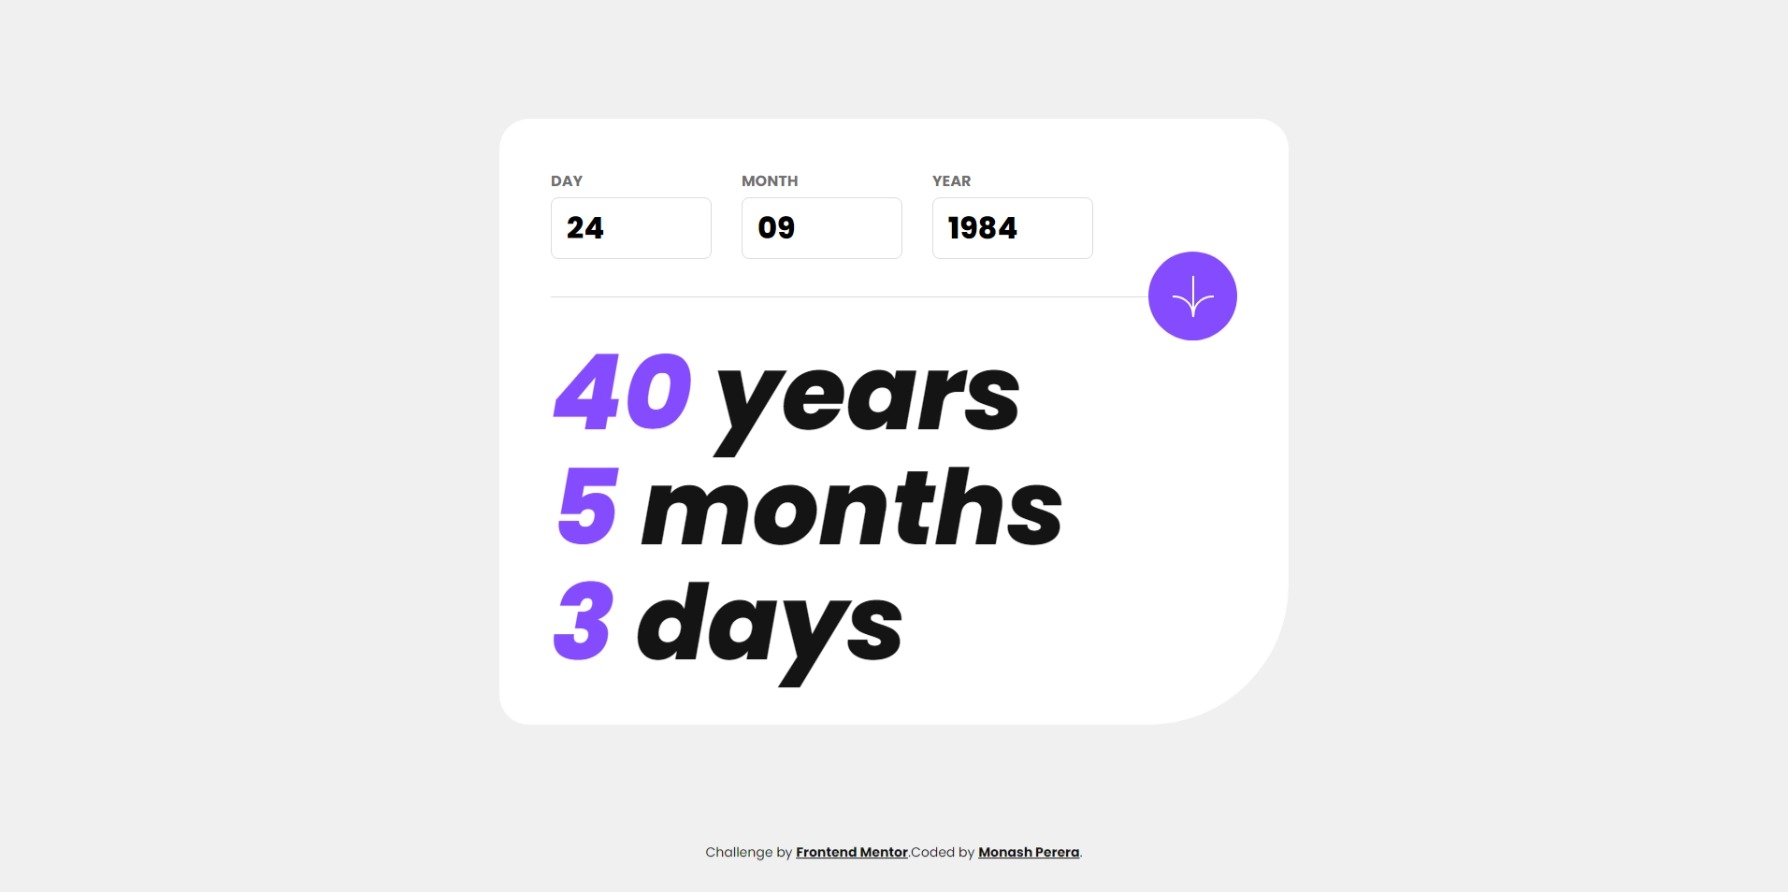 DAY MONTH YEAR
24 09 1984
40 years
5 months
3 days
Challenge by Frontend Mentor.Coded by Monash Perera.